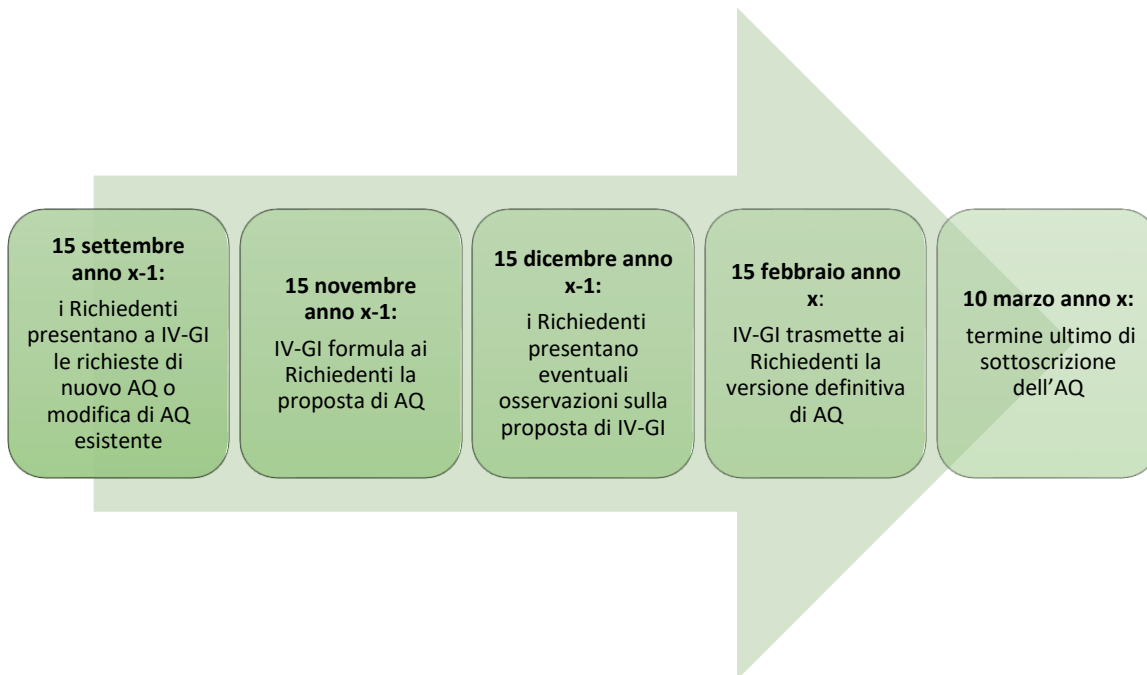 15 settembre
anno x-1:
i Richiedenti
presentano a IV-GI
le richieste di
nuovo AQ o
modifica di AQ
esistente
15 novembre
anno x-1:
IV-GI formula ai
Richiedenti la
proposta di AQ
15 dicembre anno
x-1:
i Richiedenti
presentano
eventuali
osservazioni sulla
proposta di IV-GI
15 febbraio anno
x:
IV-GI trasmette ai
Richiedenti la
versione definitiva
di AQ
10 marzo anno x:
termine ultimo di
sottoscrizione
dell’AQ